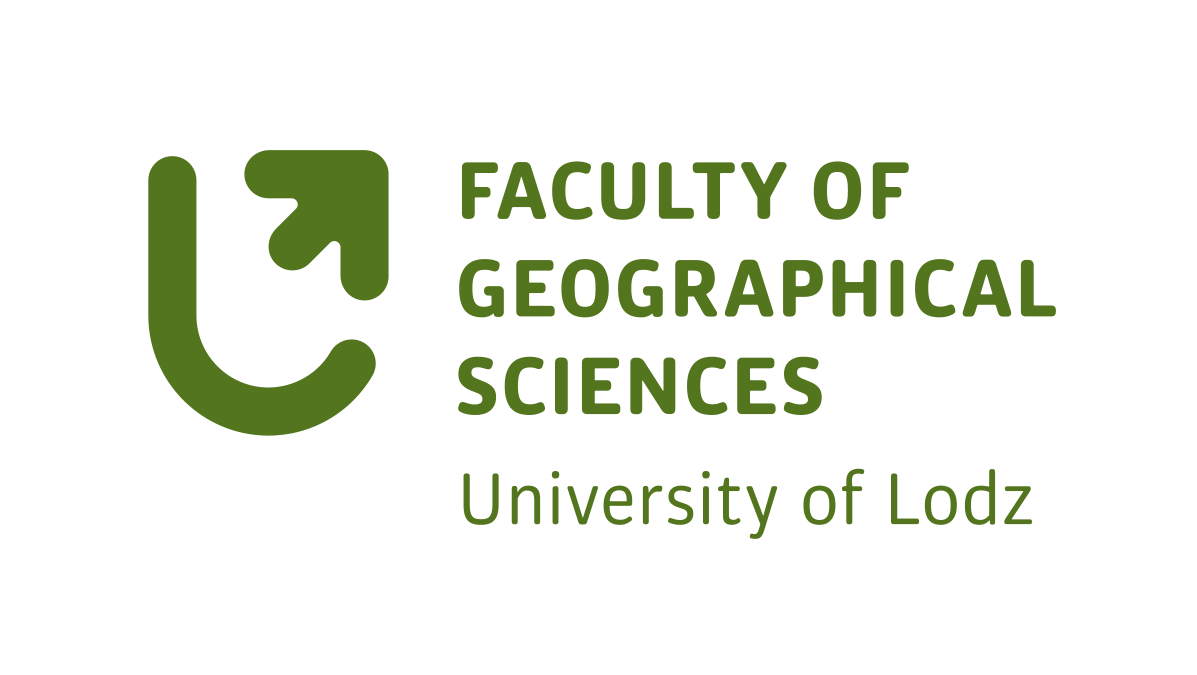 FACULTY OF
GEOGRAPHICAL
SCIENCES
University of Lodz